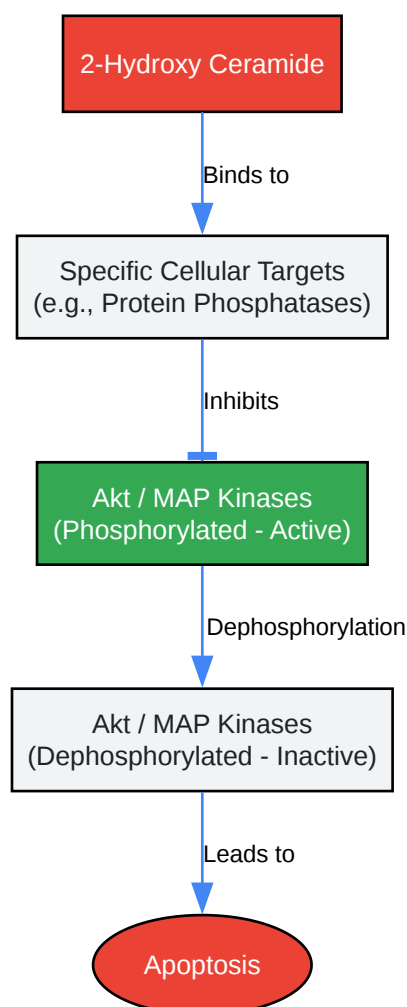 2-Hydroxy Ceramide
Binds to
Specific Cellular Targets
(e.g., Protein Phosphatases)
Inhibits
Akt / MAP Kinases
(Phosphorylated - Active)
Dephosphorylation
Akt / MAP Kinases
(Dephosphorylated - Inactive)
Leads to
Apoptosis